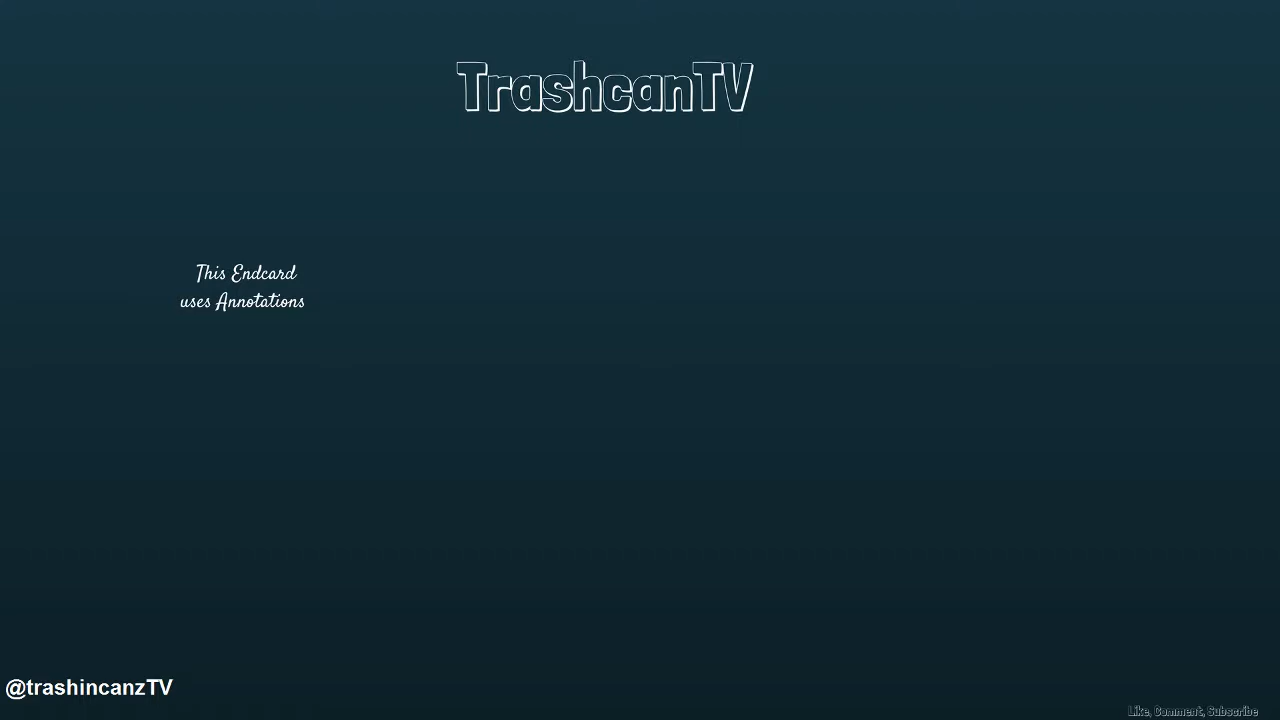 TrashcanTV
This Endcard
uses Annotations
@trashincanzTV
Like, Comment, Subscribe